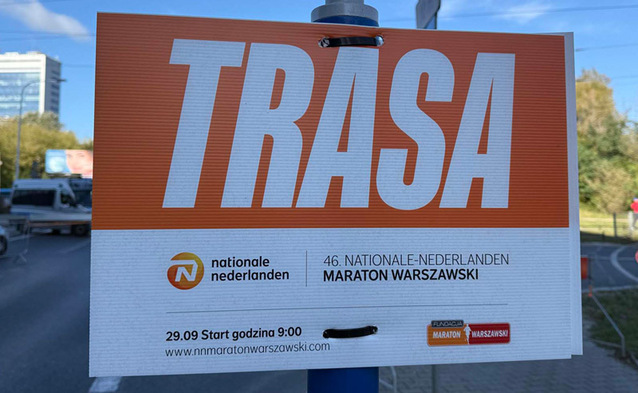 TRASA
nationale
nederlanden
46. NATIONALE-NEDERLANDEN
MARATON WARSZAWSKI
29.09 Start godzina 9:00
www.nnmaratonwarszawski.com
FUNDACJA
MARATON WARSZAWSKI